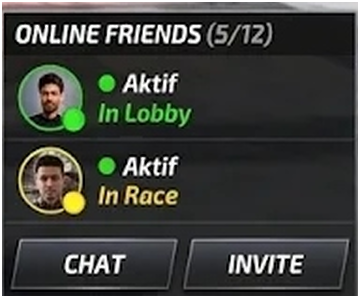 ONLINE FRIENDS (5/12)
Aktif
In Lobby
Aktif
In Race
CHAT
INVITE